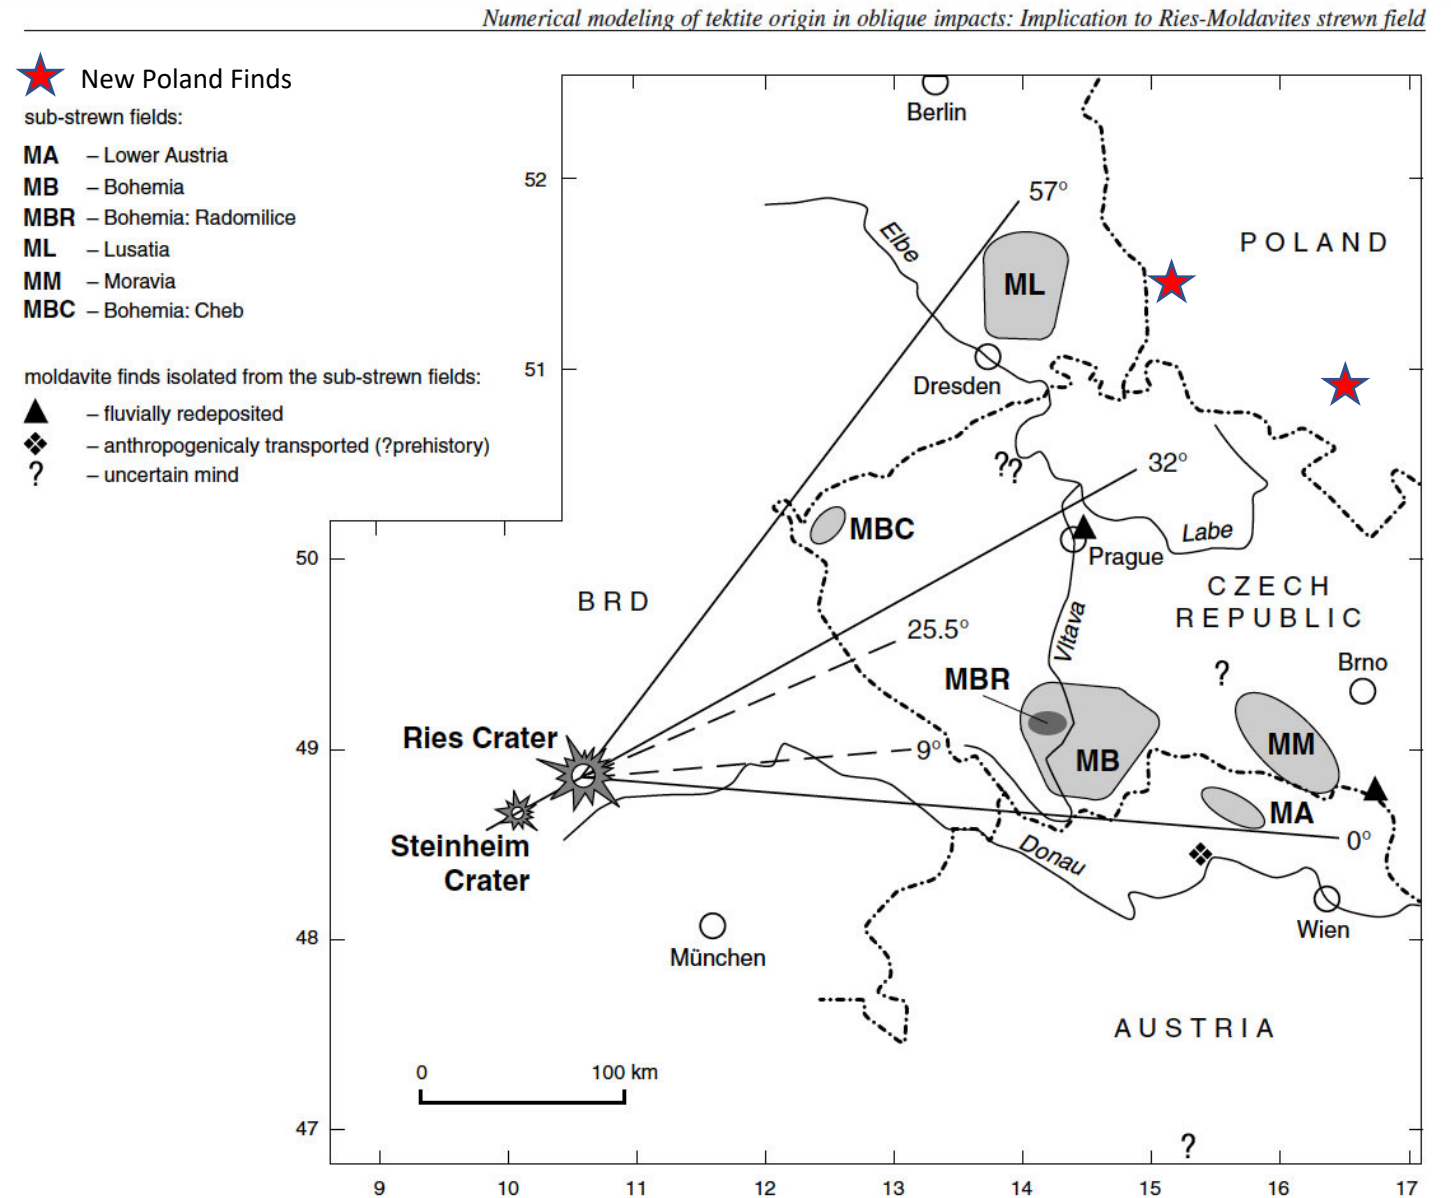 Numerical modeling of tektite origin in oblique impacts: Implication to Ries-Moldavites strewn field
New Poland Finds
sub-strewn fields:
MA – Lower Austria
MB – Bohemia
MBR – Bohemia: Radomilice
ML – Lusatia
MM – Moravia
MBC – Bohemia: Cheb
moldavite finds isolated from the sub-strewn fields:
– fluvially redeposited
– anthropogenicaly transported (?prehistory)
? – uncertain mind
Berlin
52
57°
Elbe
POLAND
ML
51
Dresden
32°
??
MBC
Labe
Prague
50
CZECH
REPUBLIC
BRD
25.5°
Vltava
MBR
?
Brno
Ries Crater
49
9°
MB
MM
MA
0°
Steinheim
Crater
Donau
Wien
48
München
AUSTRIA
0 100 km
47
?
9 10 11 12 13 14 15 16 17